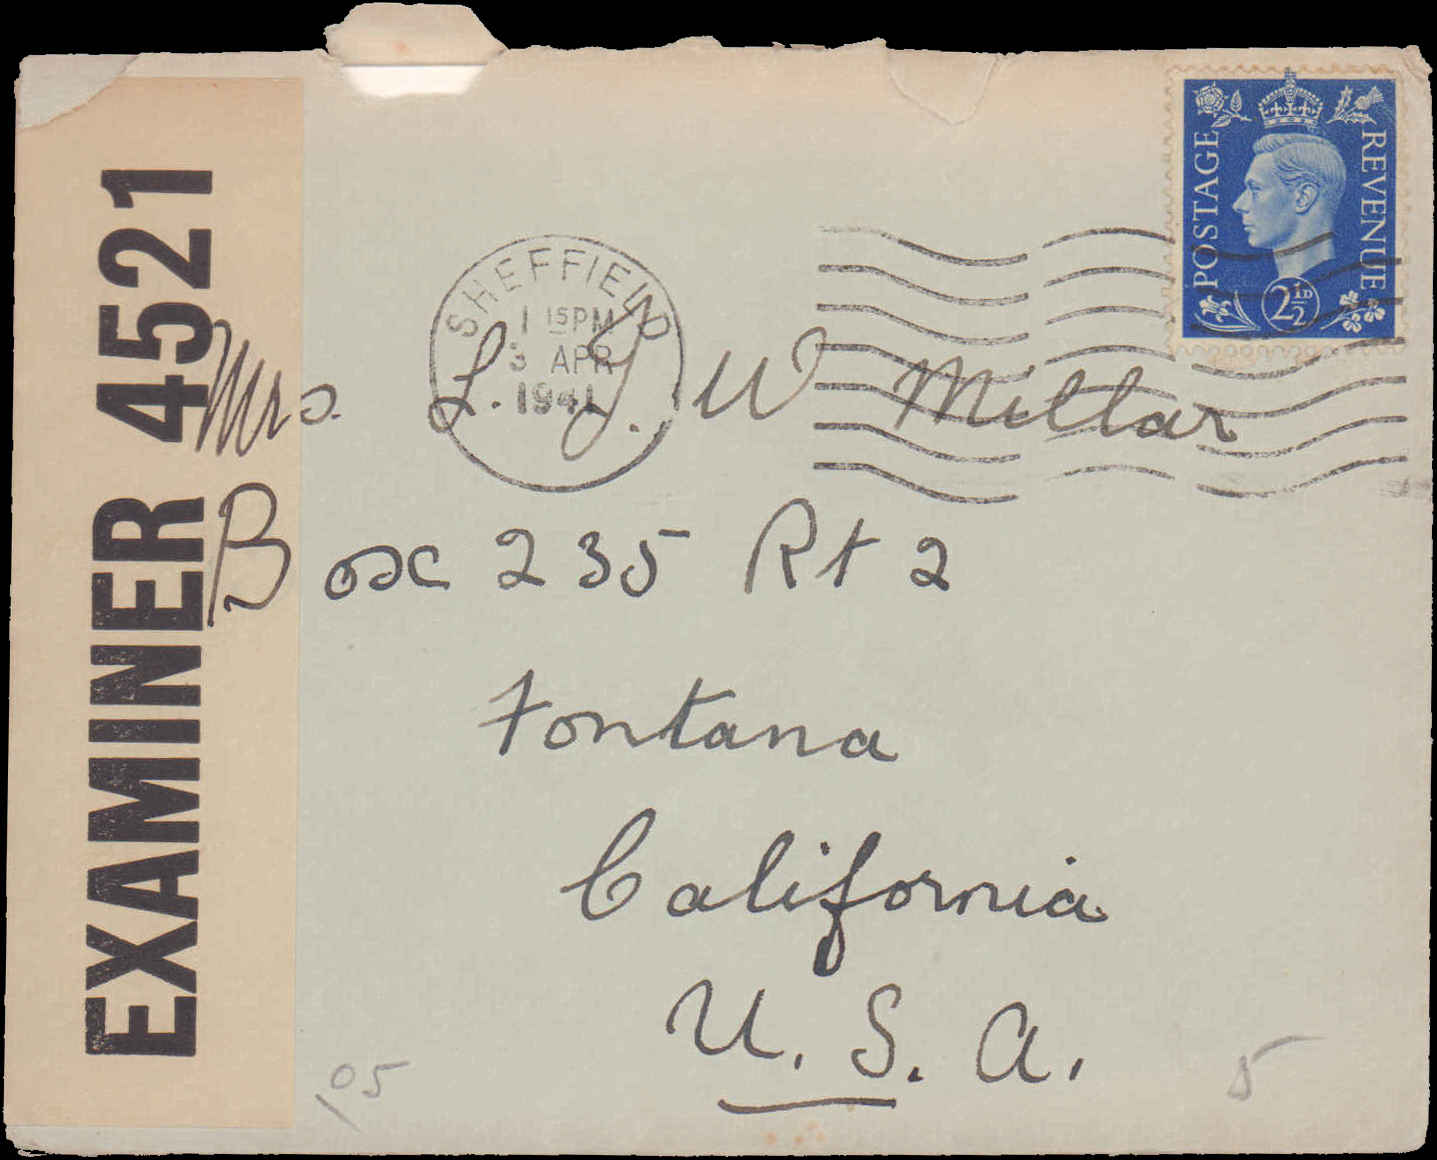 EXAMINER 4521
POSTAGE
REVENUE
2½D
SHEFFIELD
1 15PM
3 APR
1941
Mrs. L. Y. W Millar
Box 235 Rt 2
Fontana
California
U. S. A.
105
5